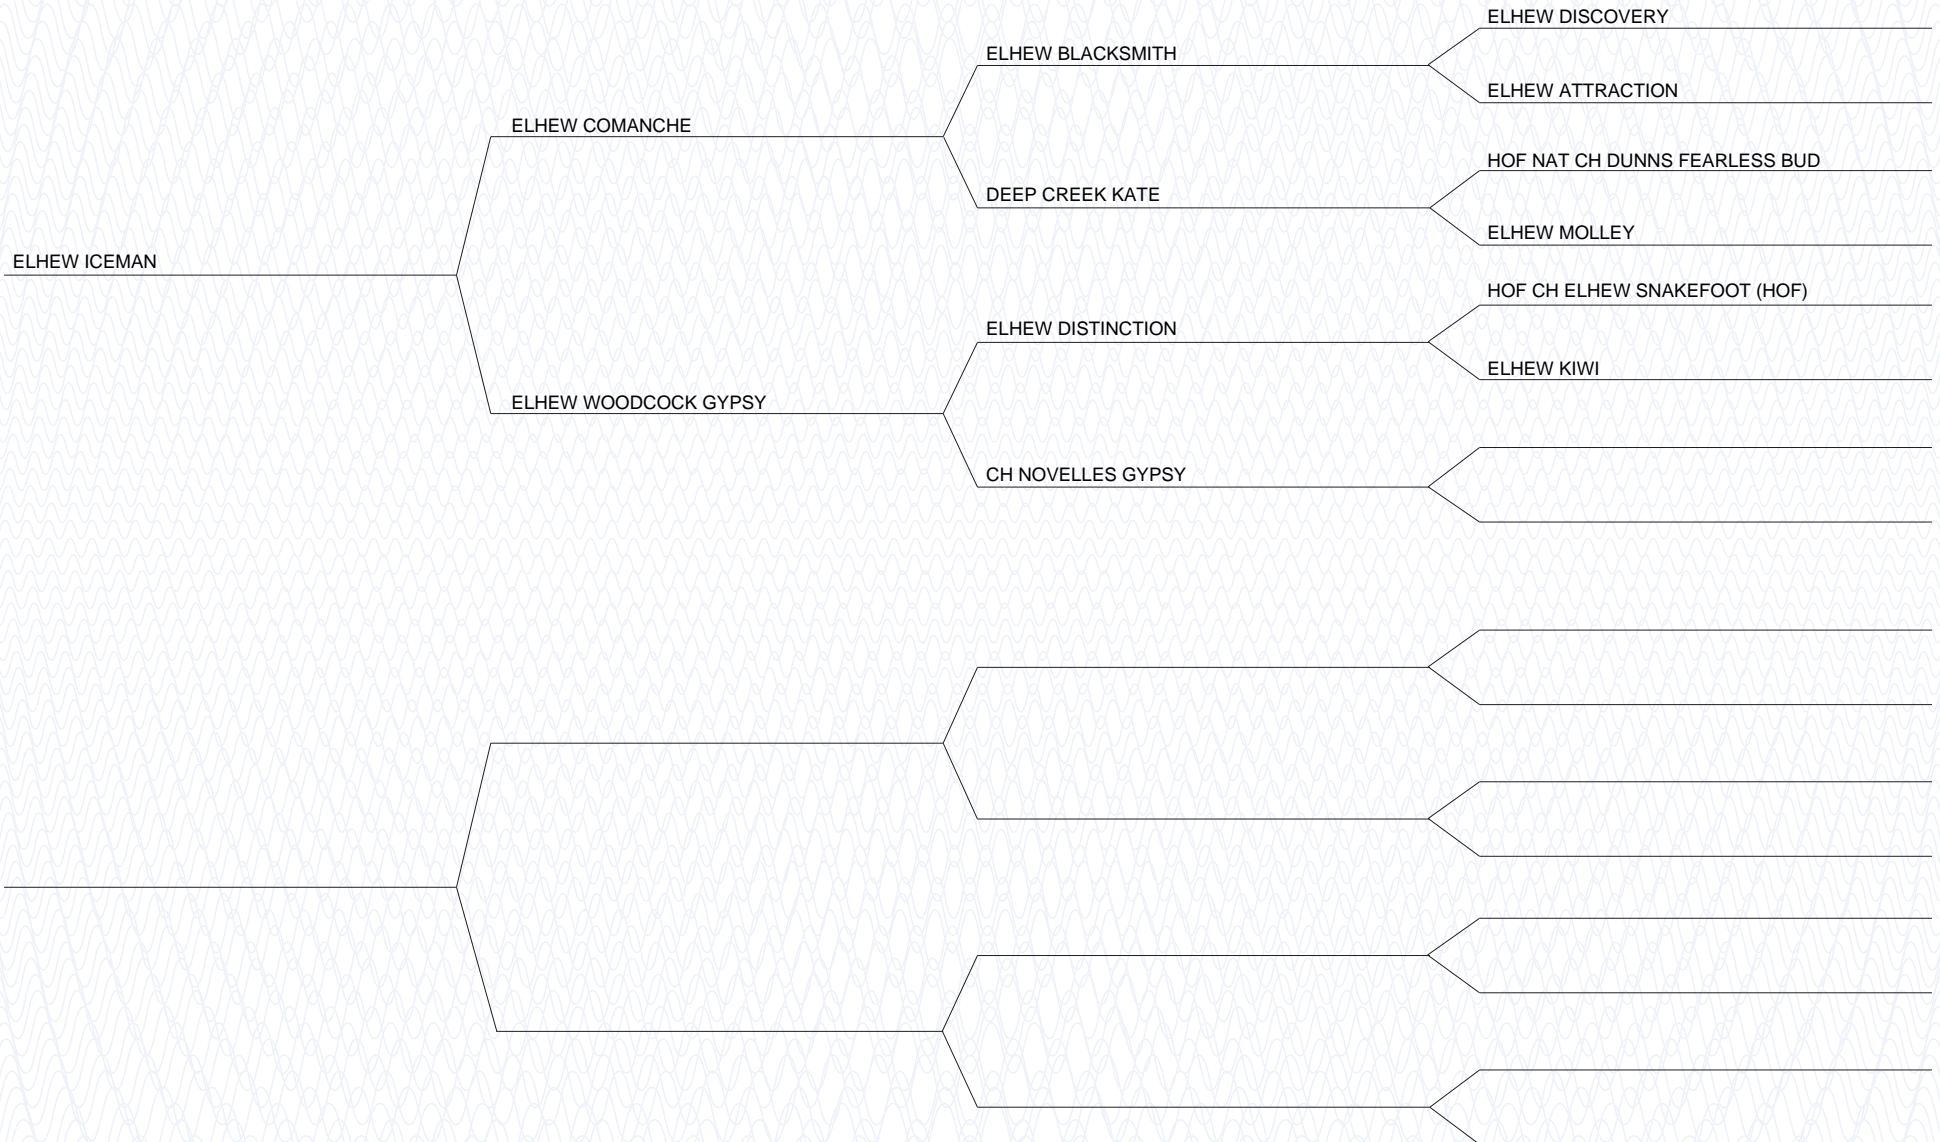 ELHEW DISCOVERY
ELHEW BLACKSMITH
ELHEW ATTRACTION
ELHEW COMANCHE
HOF NAT CH DUNNS FEARLESS BUD
DEEP CREEK KATE
ELHEW MOLLEY
ELHEW ICEMAN
HOF CH ELHEW SNAKEFOOT (HOF)
ELHEW DISTINCTION
ELHEW KIWI
ELHEW WOODCOCK GYPSY
CH NOVELLES GYPSY